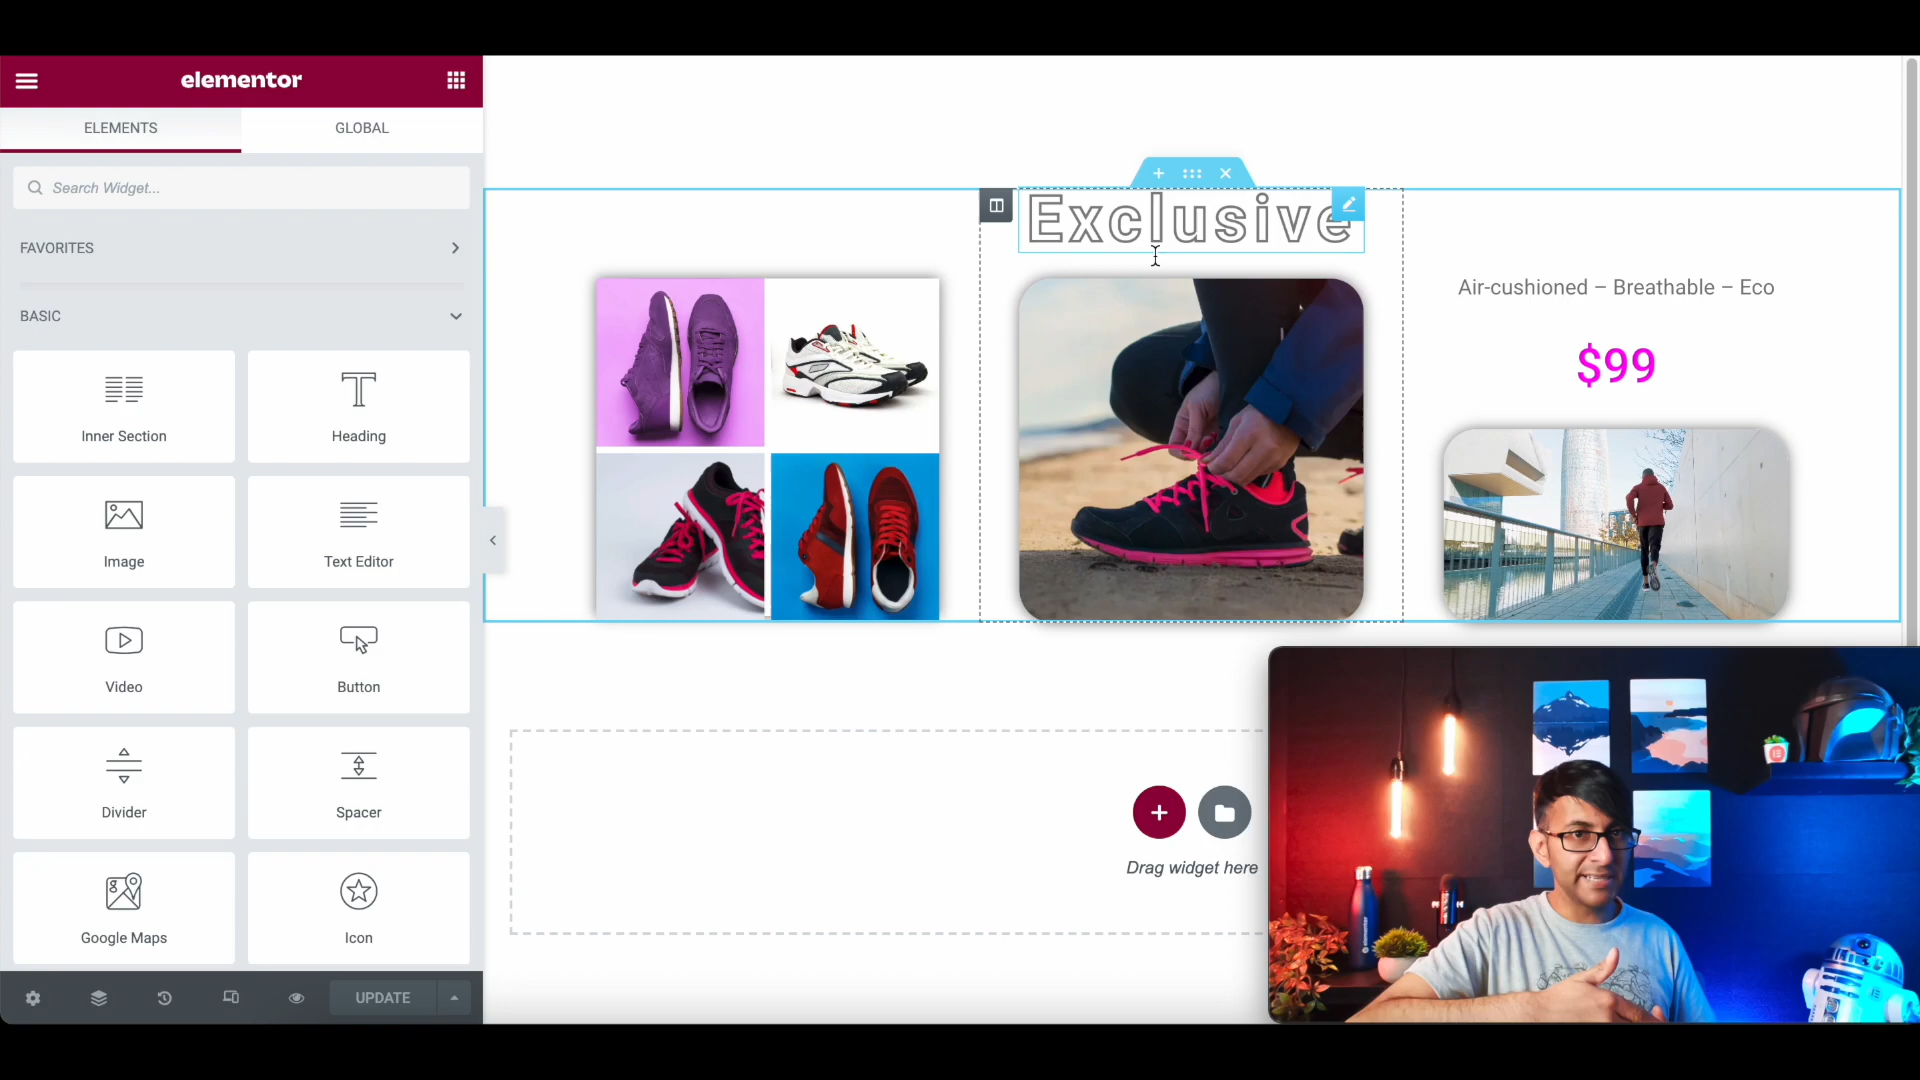 elementor
ELEMENTS
GLOBAL
Search Widget...
FAVORITES
BASIC
Inner Section
Heading
Image
Text Editor
Video
Button
Divider
Spacer
Google Maps
Icon
UPDATE
Exclusive
Air-cushioned – Breathable – Eco
$99
Drag widget here
elementor